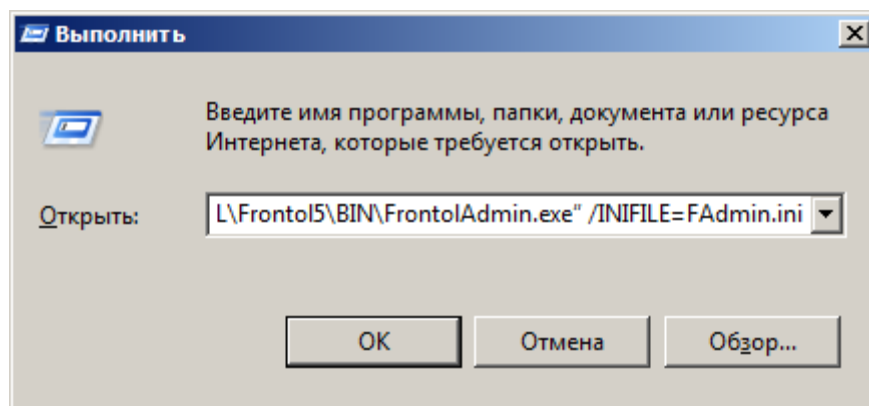 Выполнить
Введите имя программы, папки, документа или ресурса
Интернета, которые требуется открыть.
Открыть: L\Frontol5\BIN\FrontolAdmin.exe" /INIFILE=FAdmin.ini
ОК Отмена Обзор...